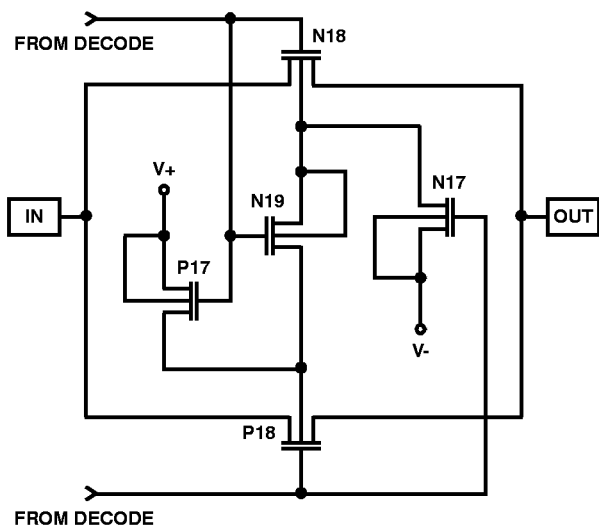 FROM DECODE
N18
V+
N19
N17
IN
OUT
P17
V-
P18
FROM DECODE